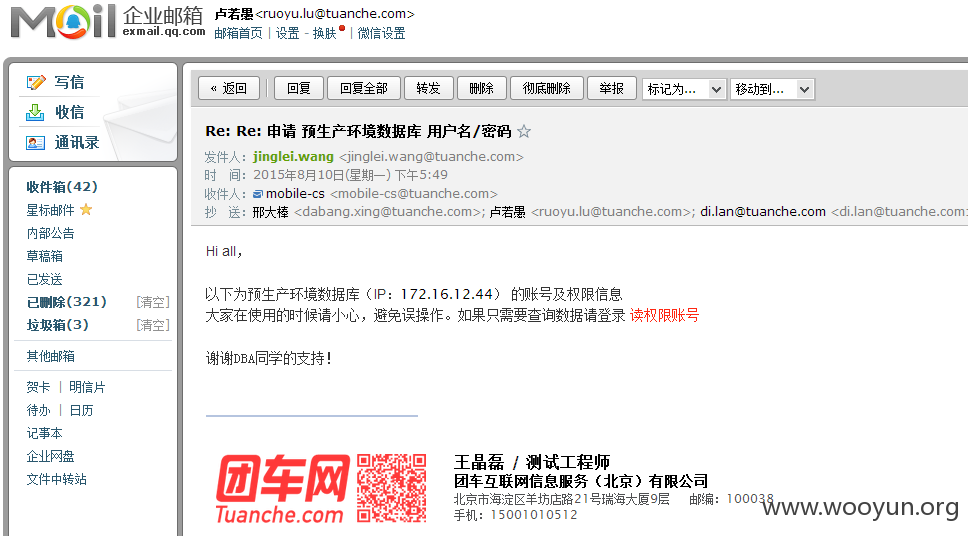 Mail 企业邮箱 卢若愚<ruoyu.lu@tuanche.com>
exmail.qq.com 邮箱首页 | 设置 - 换肤 | 微信设置
写信
收信
通讯录
收件箱(42)
星标邮件
内部公告
草稿箱
已发送
已删除(321) [清空]
垃圾箱(3) [清空]
其他邮箱
贺卡 | 明信片
待办 | 日历
记事本
企业网盘
文件中转站
« 返回 回复 回复全部 转发 删除 彻底删除 举报 标记为... 移动到...
Re: Re: 申请 预生产环境数据库 用户名/密码
发件人：jinglei.wang <jinglei.wang@tuanche.com>
时 间：2015年8月10日(星期一) 下午5:49
收件人：mobile-cs <mobile-cs@tuanche.com>
抄 送：邢大棒 <dabang.xing@tuanche.com>; 卢若愚 <ruoyu.lu@tuanche.com>; di.lan@tuanche.com <di.lan@tuanche.com
Hi all，
以下为预生产环境数据库（IP：172.16.12.44） 的账号及权限信息
大家在使用的时候请小心，避免误操作。如果只需要查询数据请登录 读权限账号
谢谢DBA同学的支持！
团车网
Tuanche.com
王晶磊 / 测试工程师
团车互联网信息服务（北京）有限公司
北京市海淀区羊坊店路21号瑞海大厦9层 邮编：100038
手机：15001010512
www.wooyun.org